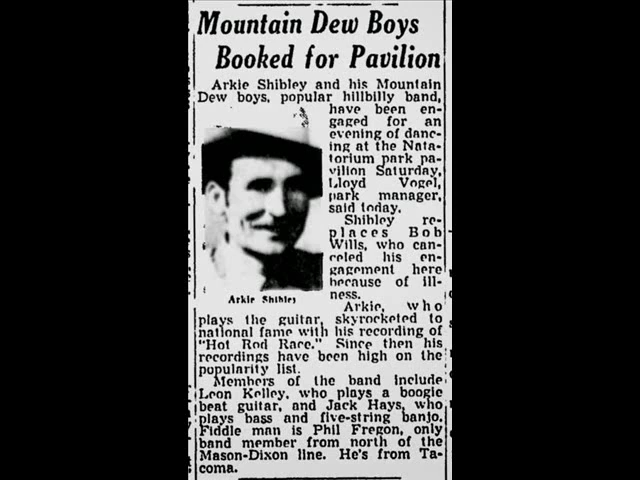 Mountain Dew Boys
Booked for Pavilion
Arkie Shibley and his Mountain
Dew boys, popular hillbilly band,
have been en-
gaged for an
evening of danc-
ing at the Nata-
torium park pa-
vilion Saturday,
Lloyd Vogel,
park manager,
said today.
Shibley re-
places Bob
Wills, who can-
celed his en-
gagement here
because of ill-
ness.
Arkie Shibley
Arkie, who
plays the guitar, skyrocketed to
national fame with his recording of
"Hot Rod Race." Since then his
recordings have been high on the
popularity list.
Members of the band include
Leon Kelley, who plays a boogie
beat guitar, and Jack Hays, who
plays bass and five-string banjo.
Fiddle man is Phil Fregon, only
band member from north of the
Mason-Dixon line. He's from Ta-
coma.